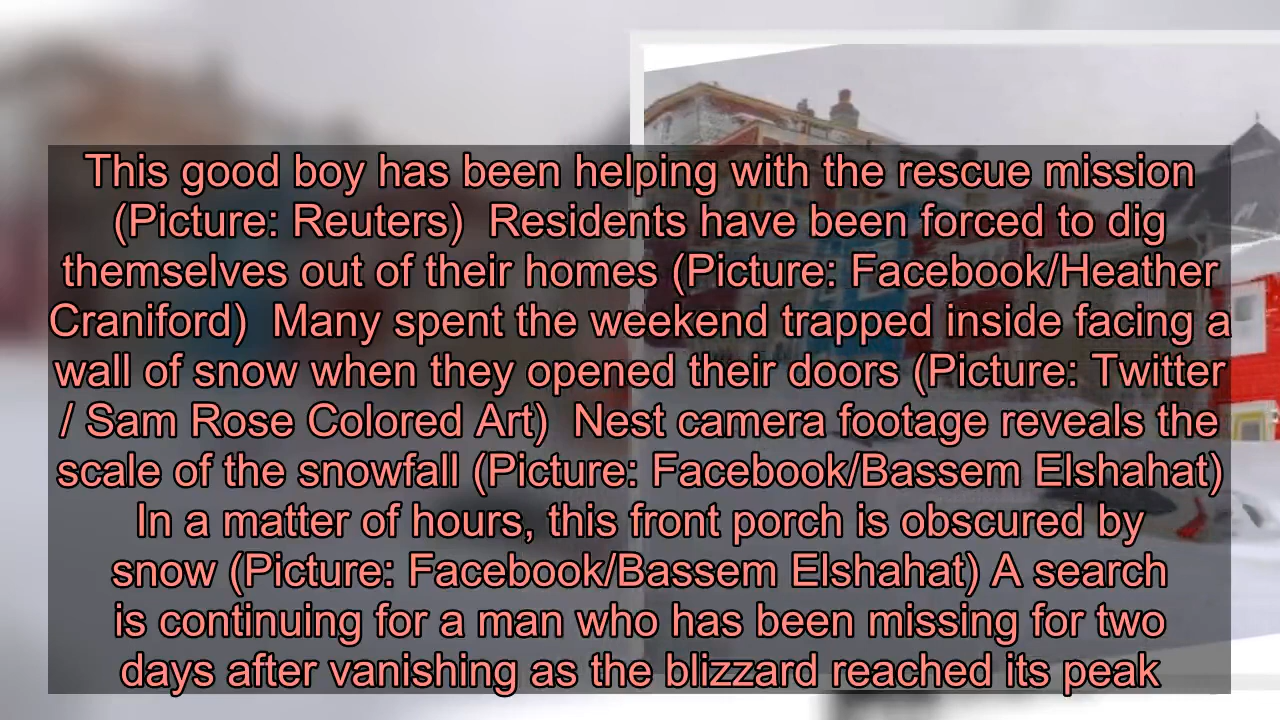 This good boy has been helping with the rescue mission
(Picture: Reuters)  Residents have been forced to dig
themselves out of their homes (Picture: Facebook/Heather
Craniford)  Many spent the weekend trapped inside facing a
wall of snow when they opened their doors (Picture: Twitter
/ Sam Rose Colored Art)  Nest camera footage reveals the
scale of the snowfall (Picture: Facebook/Bassem Elshahat)
In a matter of hours, this front porch is obscured by
snow (Picture: Facebook/Bassem Elshahat) A search
is continuing for a man who has been missing for two
days after vanishing as the blizzard reached its peak